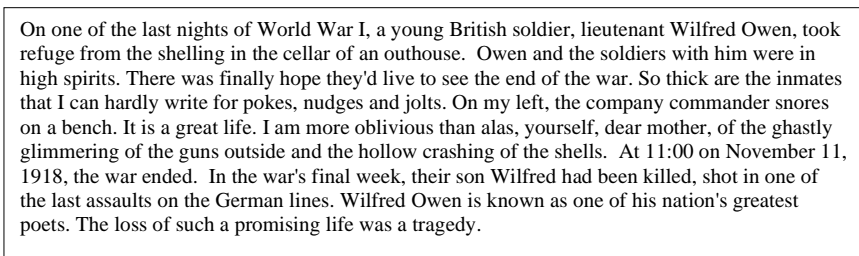 On one of the last nights of World War I, a young British soldier, lieutenant Wilfred Owen, took
refuge from the shelling in the cellar of an outhouse.  Owen and the soldiers with him were in
high spirits. There was finally hope they'd live to see the end of the war. So thick are the inmates
that I can hardly write for pokes, nudges and jolts. On my left, the company commander snores
on a bench. It is a great life. I am more oblivious than alas, yourself, dear mother, of the ghastly
glimmering of the guns outside and the hollow crashing of the shells.  At 11:00 on November 11,
1918, the war ended.  In the war's final week, their son Wilfred had been killed, shot in one of
the last assaults on the German lines. Wilfred Owen is known as one of his nation's greatest
poets. The loss of such a promising life was a tragedy.